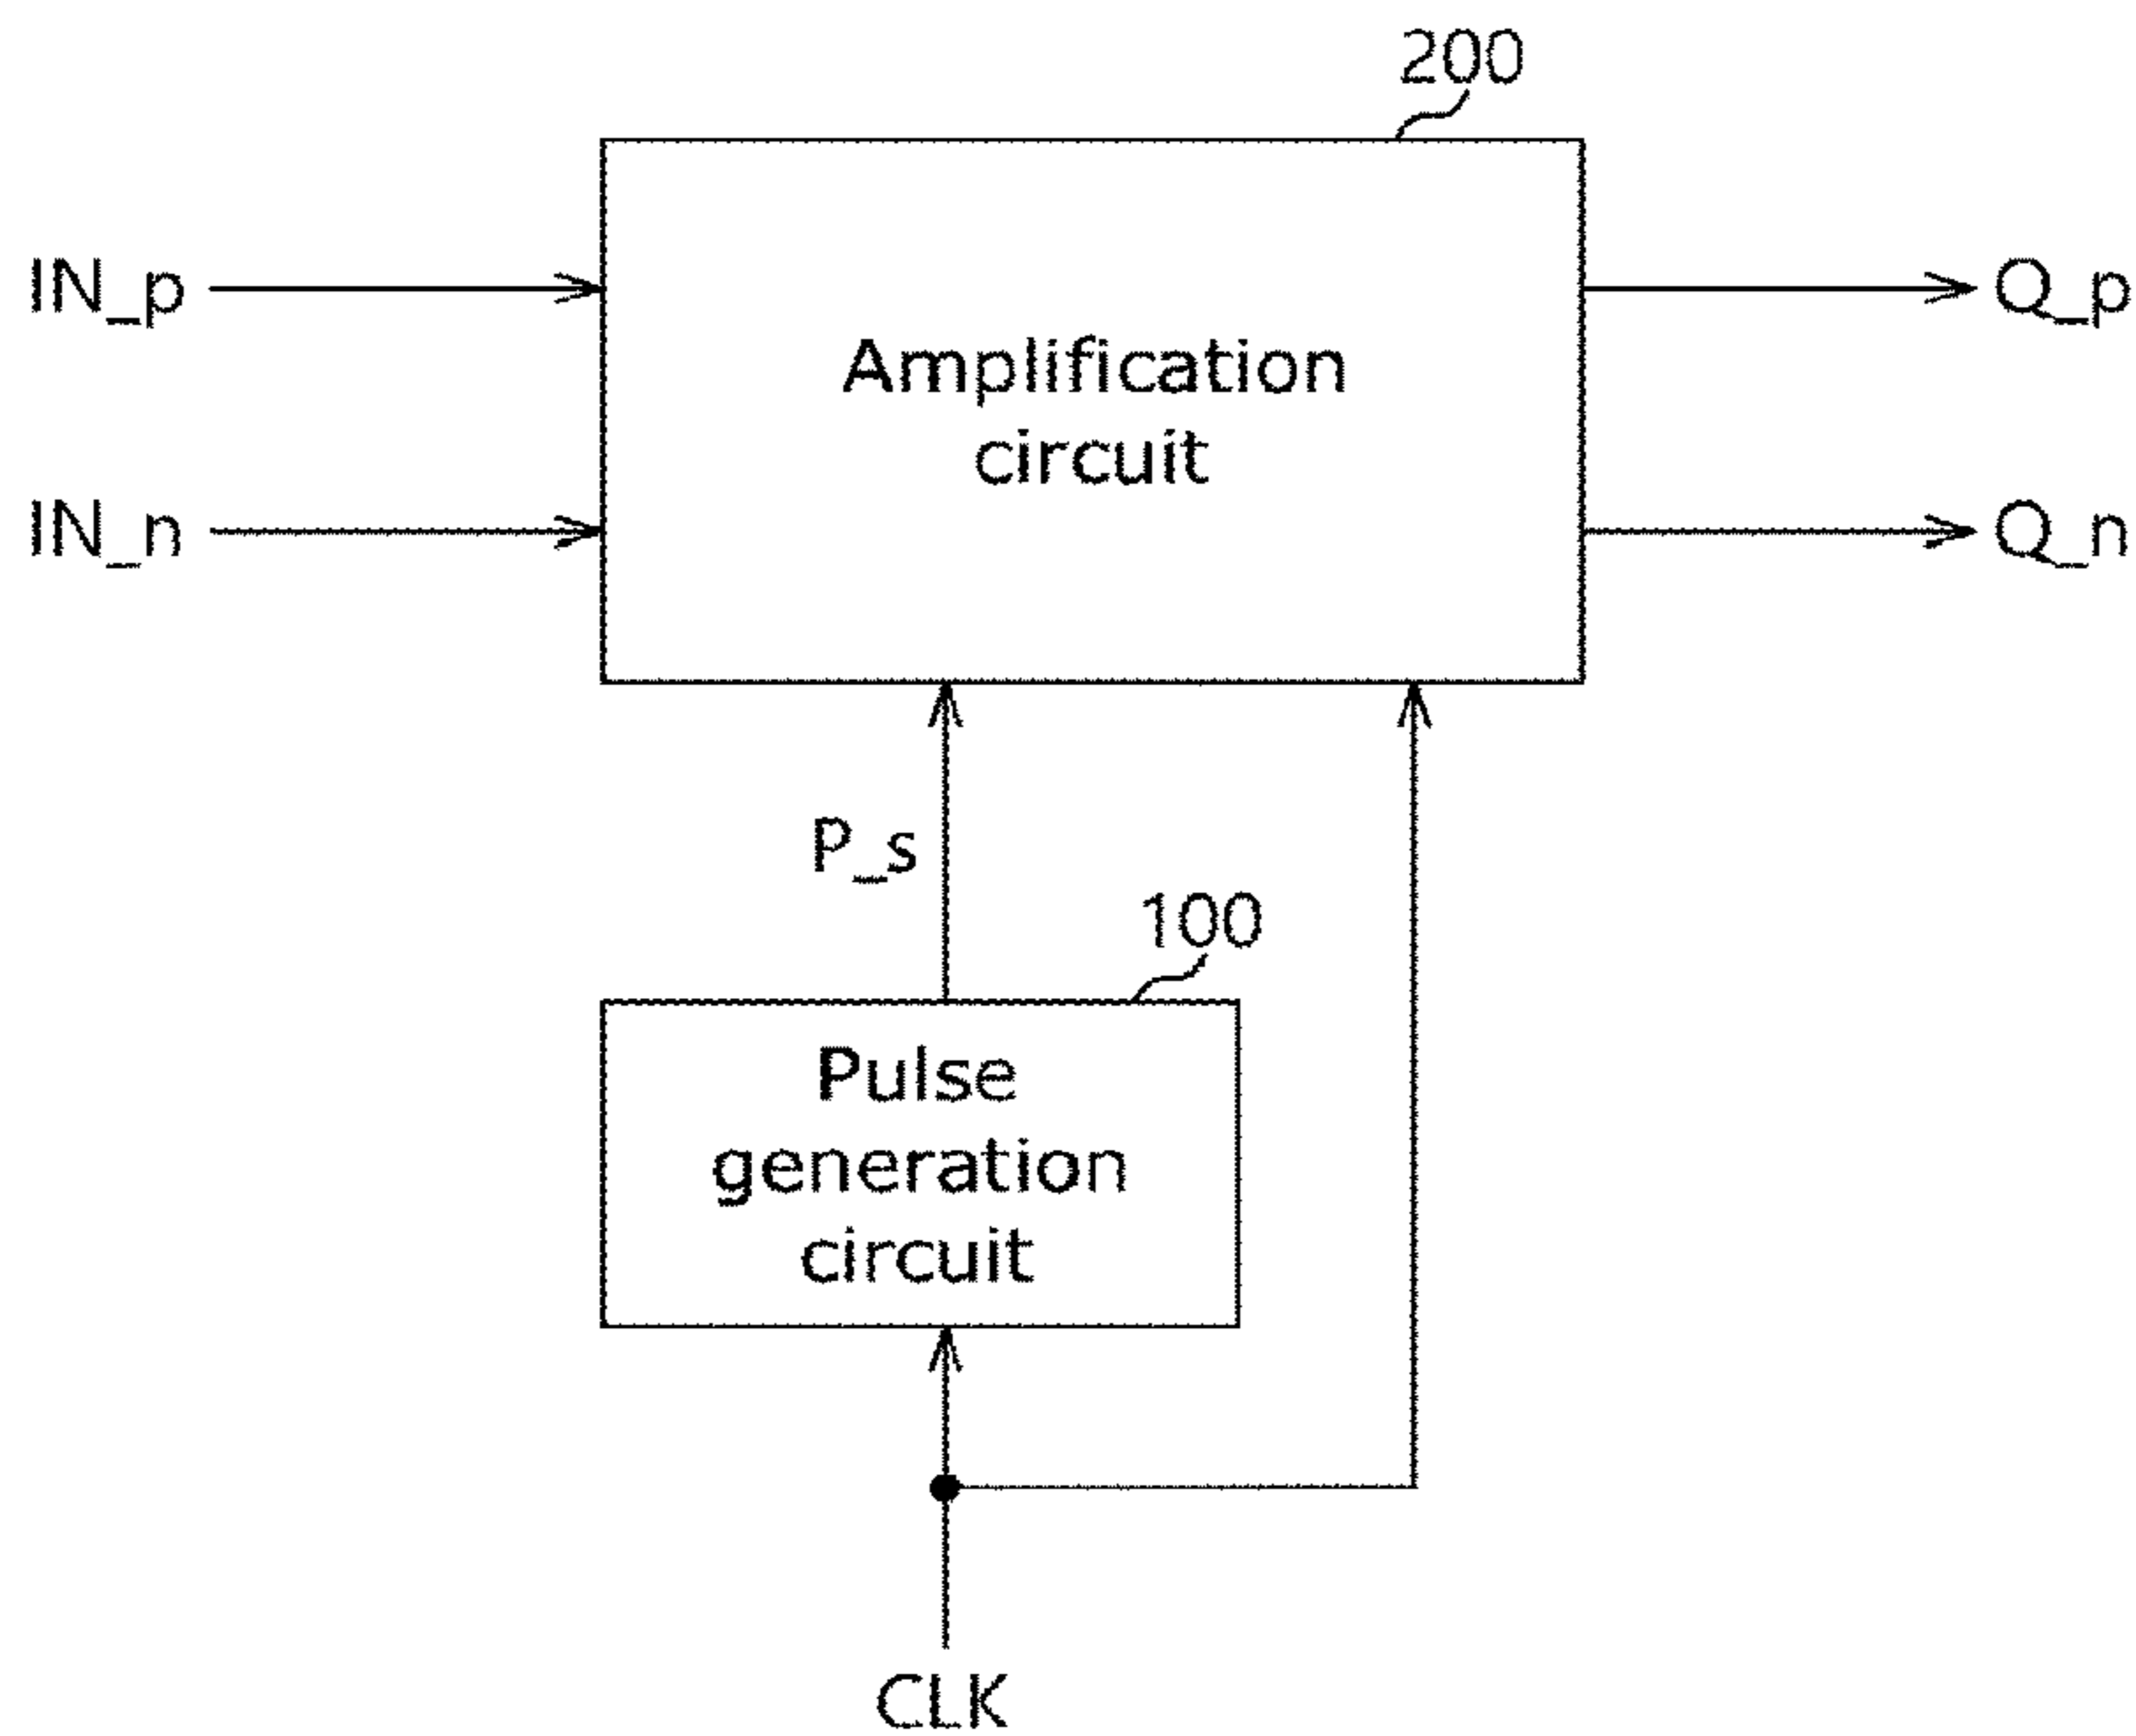 200
IN_p
Q_p
Amplification
circuit
IN_n
Q_n
P_s
100
Pulse
generation
circuit
CLK